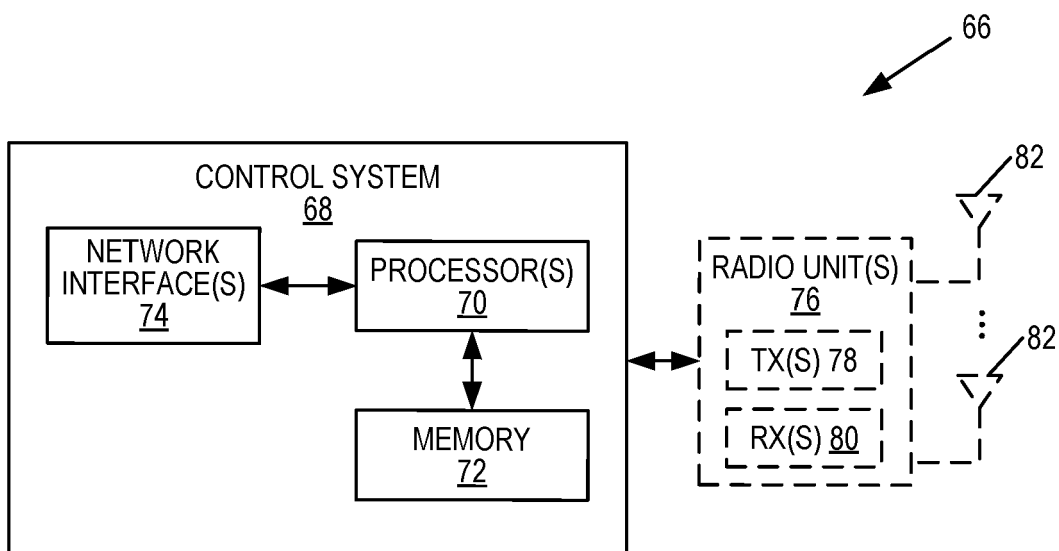 66
CONTROL SYSTEM
68
NETWORK
INTERFACE(S)
74
PROCESSOR(S)
70
MEMORY
72
RADIO UNIT(S)
76
TX(S) 78
RX(S) 80
82
82